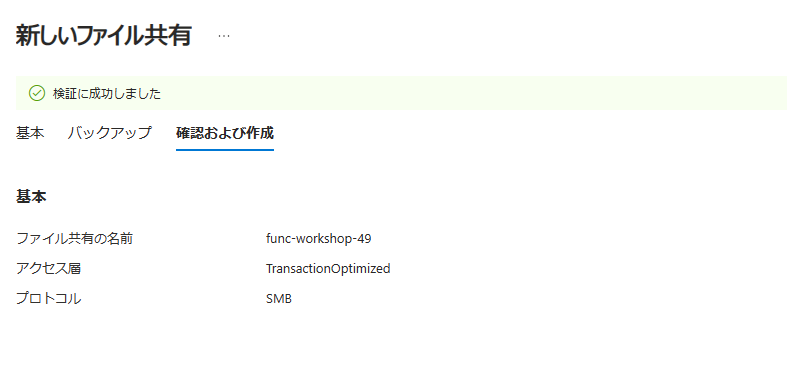 新しいファイル共有 …
検証に成功しました
基本 バックアップ 確認および作成
基本
ファイル共有の名前 func-workshop-49
アクセス層 TransactionOptimized
プロトコル SMB